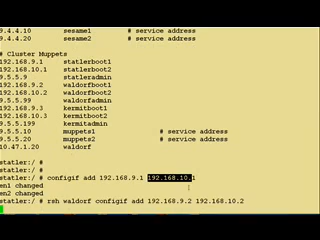 9.4.4.10 sesame1 # service address
9.4.4.20 sesame2 # service address
# Cluster Muppets
192.168.9.1 statlerboot1
192.168.10.1 statlerboot2
9.5.5.9 statleradmin
192.168.9.2 waldorfboot1
192.168.10.2 waldorfboot2
9.5.5.99 waldorfadmin
192.168.9.3 kermitboot1
192.168.10.3 kermitboot2
9.5.5.199 kermitadmin
9.5.5.10 muppets1 # service address
9.5.5.20 muppets2 # service address
10.47.1.20 waldorf
statler:/ #
statler:/ #
statler:/ # configif add 192.168.9.1 192.168.10.1
en1 changed
en2 changed
statler:/ # rsh waldorf configif add 192.168.9.2 192.168.10.2